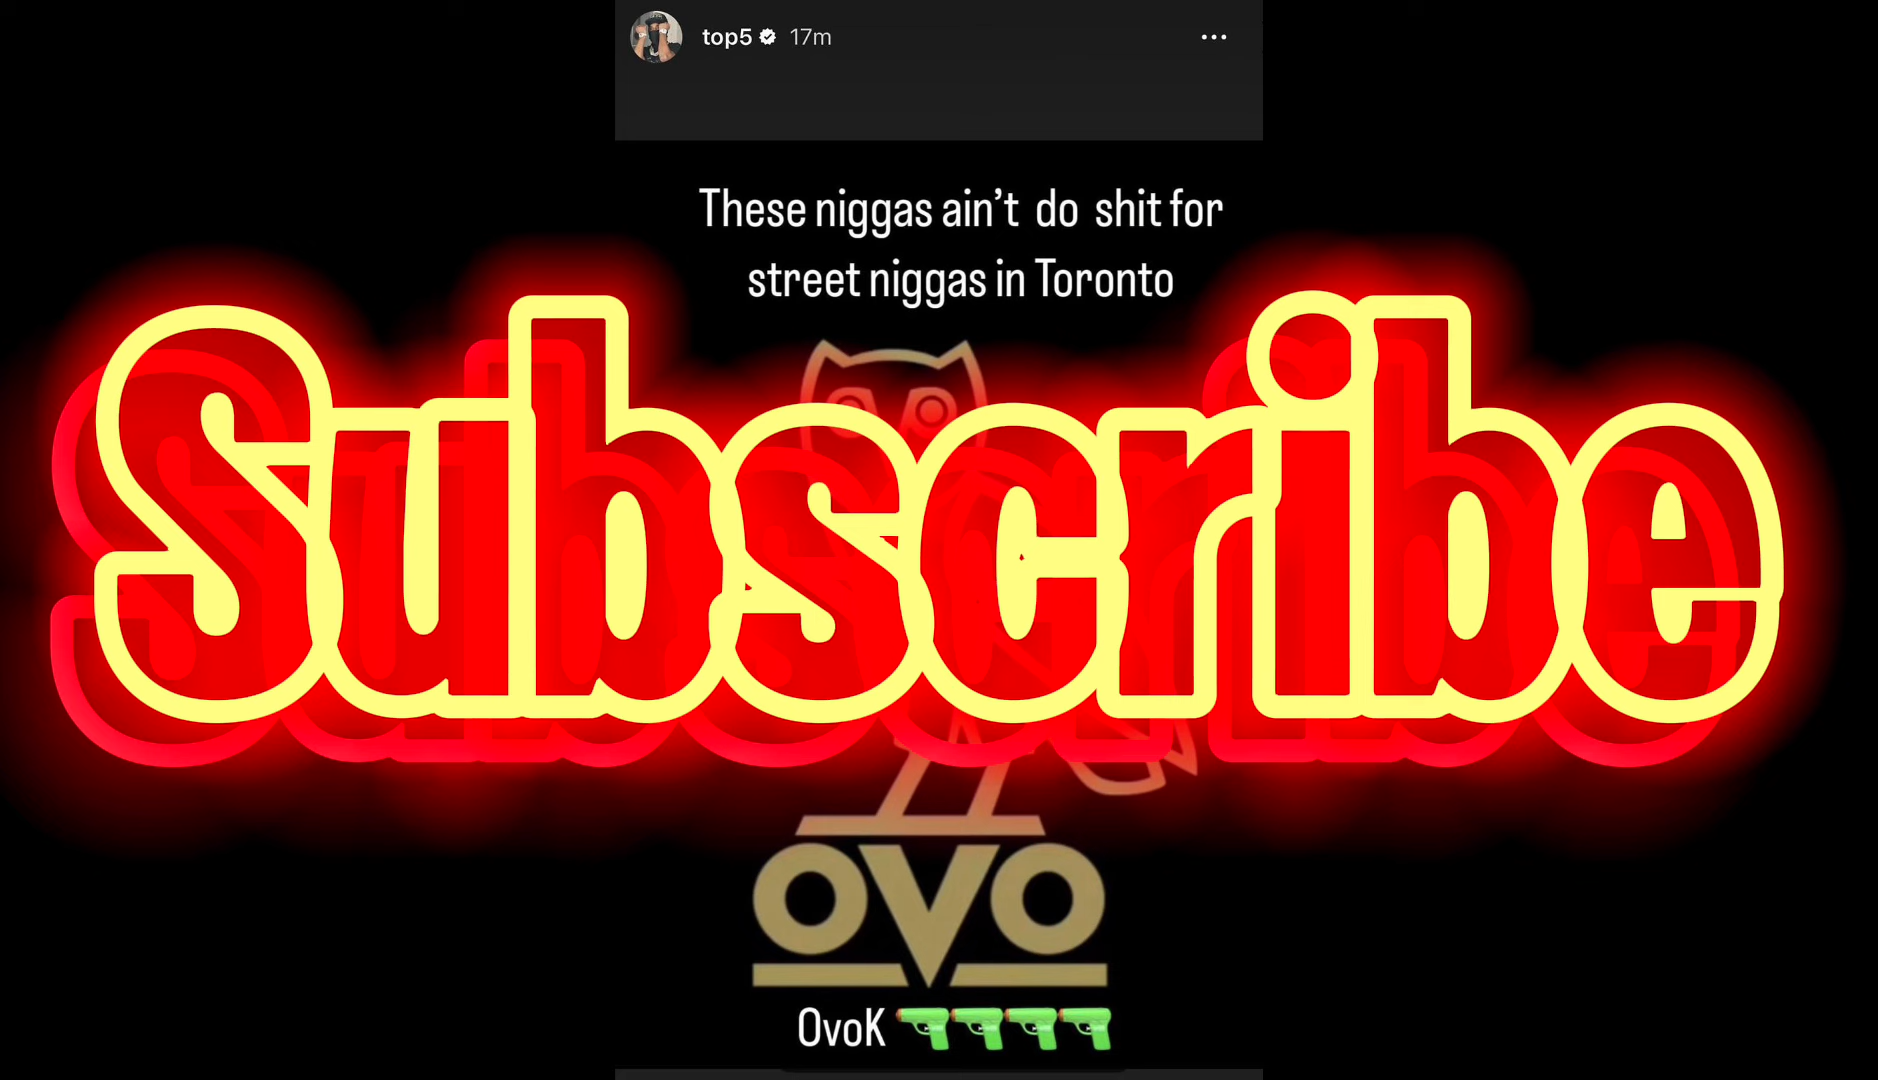 top5 17m
These niggas ain't do shit for
street niggas in Toronto
Subscribe
OVO
OvoK